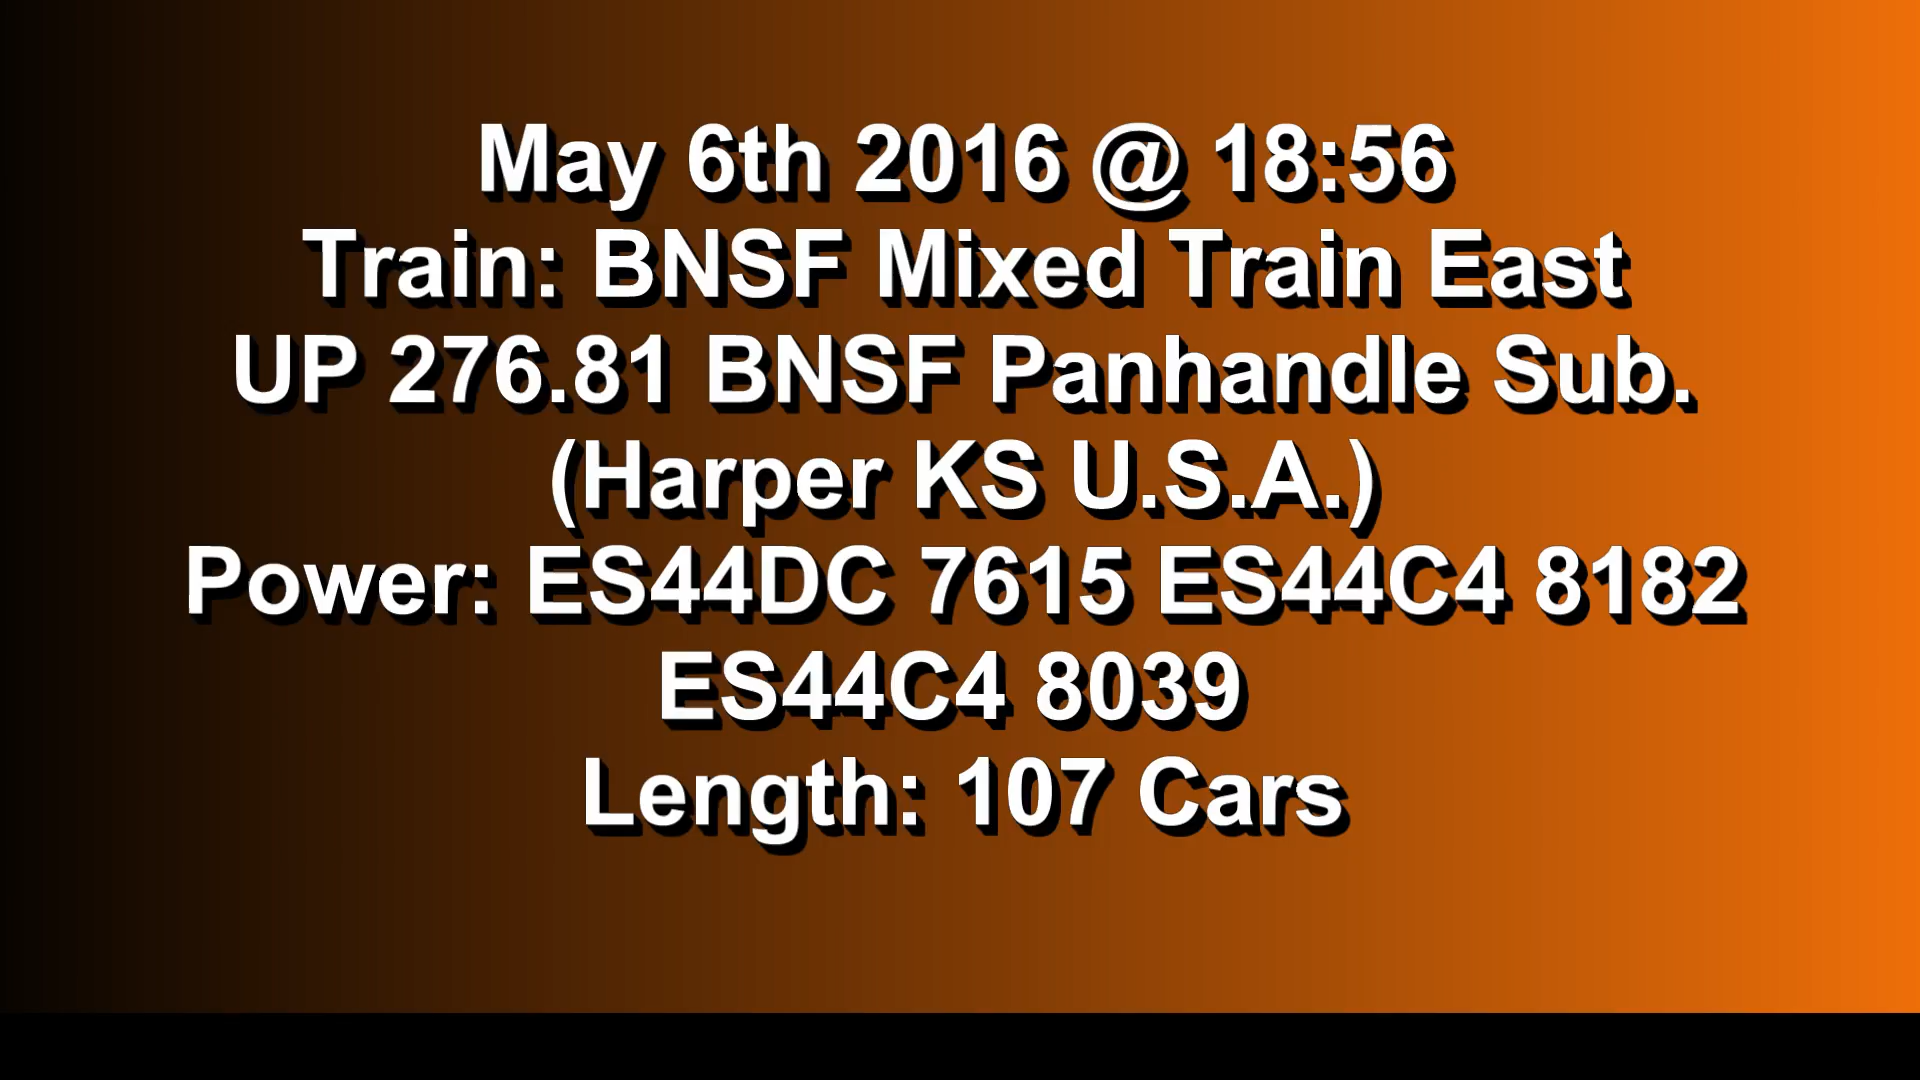 May 6th 2016 @ 18:56
Train: BNSF Mixed Train East
UP 276.81 BNSF Panhandle Sub.
(Harper KS U.S.A.)
Power: ES44DC 7615 ES44C4 8182
ES44C4 8039
Length: 107 Cars